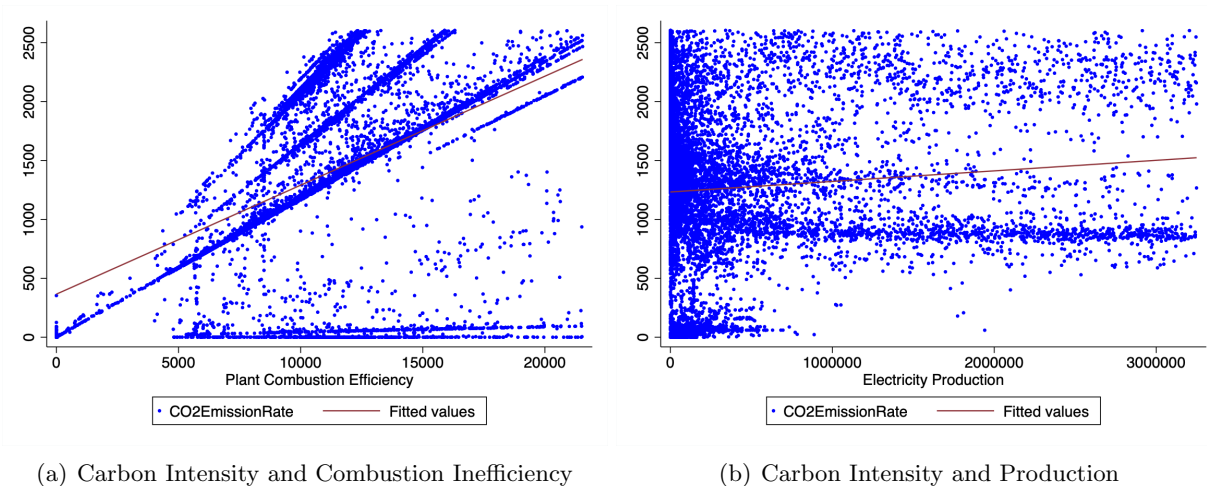 2500
2000
1500
1000
500
0
0 5000 10000 15000 20000
Plant Combustion Efficiency
CO2EmissionRate Fitted values
(a) Carbon Intensity and Combustion Inefficiency
2500
2000
1500
1000
500
0
0 1000000 2000000 3000000
Electricity Production
CO2EmissionRate Fitted values
(b) Carbon Intensity and Production